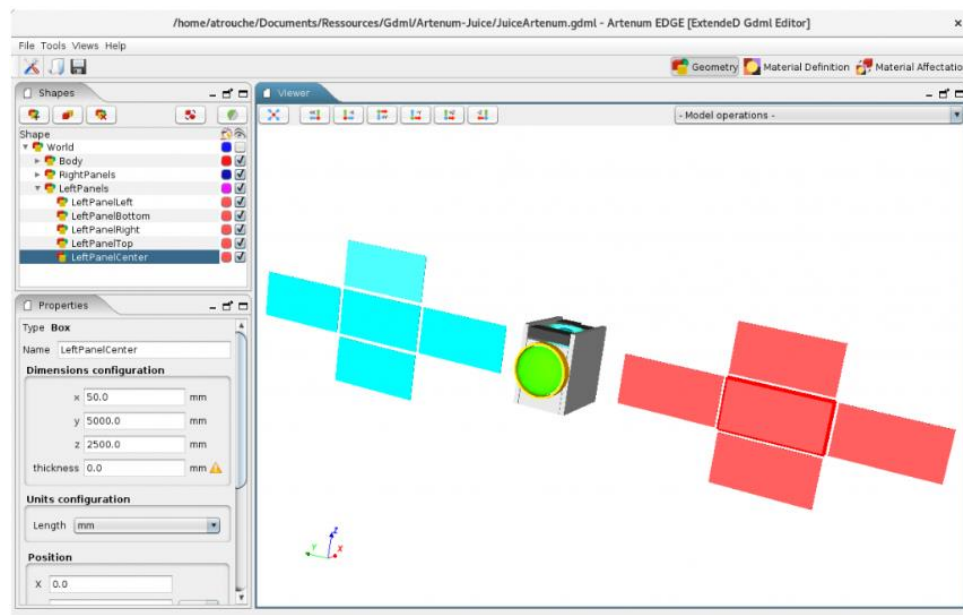 /home/atrouche/Documents/Ressources/Gdml/Artenum-Juice/JuiceArtenum.gdml - Artenum EDGE [ExtendeD Gdml Editor]
File Tools Views Help
Geometry Material Definition Material Affectatio
Shapes
Viewer
- Model operations -
Shape
World
Body
RightPanels
LeftPanels
LeftPanelLeft
LeftPanelBottom
LeftPanelRight
LeftPanelTop
LeftPanelCenter
Properties
Type Box
Name LeftPanelCenter
Dimensions configuration
x 50.0 mm
y 5000.0 mm
z 2500.0 mm
thickness 0.0 mm
Units configuration
Length mm
Position
X 0.0
Z
Y X